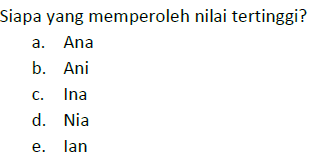 Siapa yang memperoleh nilai tertinggi?
a. Ana
b. Ani
c. Ina
d. Nia
e. Ian